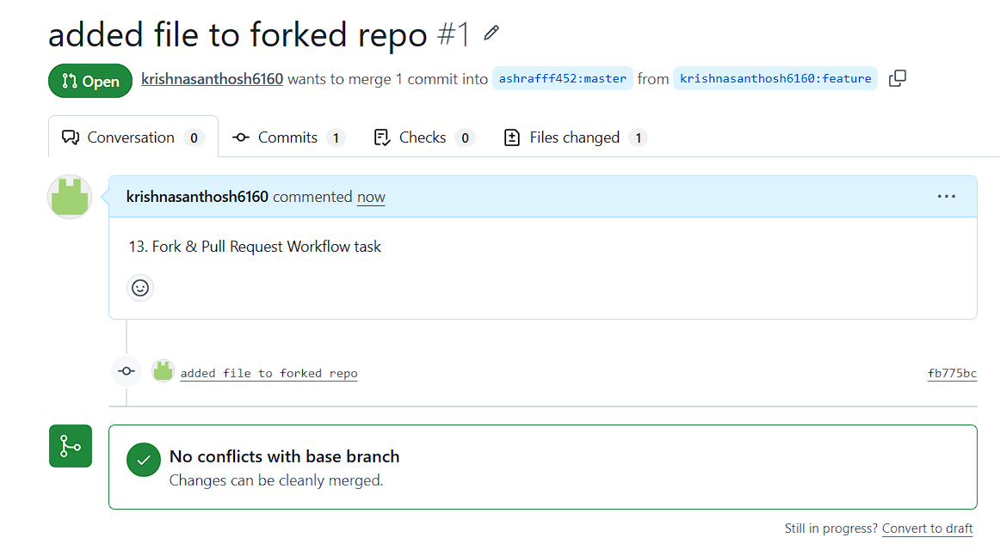 added file to forked repo #1
Open krishnasanthosh6160 wants to merge 1 commit into ashrafff452:master from krishnasanthosh6160:feature
Conversation 0 Commits 1 Checks 0 Files changed 1
krishnasanthosh6160 commented now
13. Fork & Pull Request Workflow task
added file to forked repo fb775bc
No conflicts with base branch
Changes can be cleanly merged.
Still in progress? Convert to draft